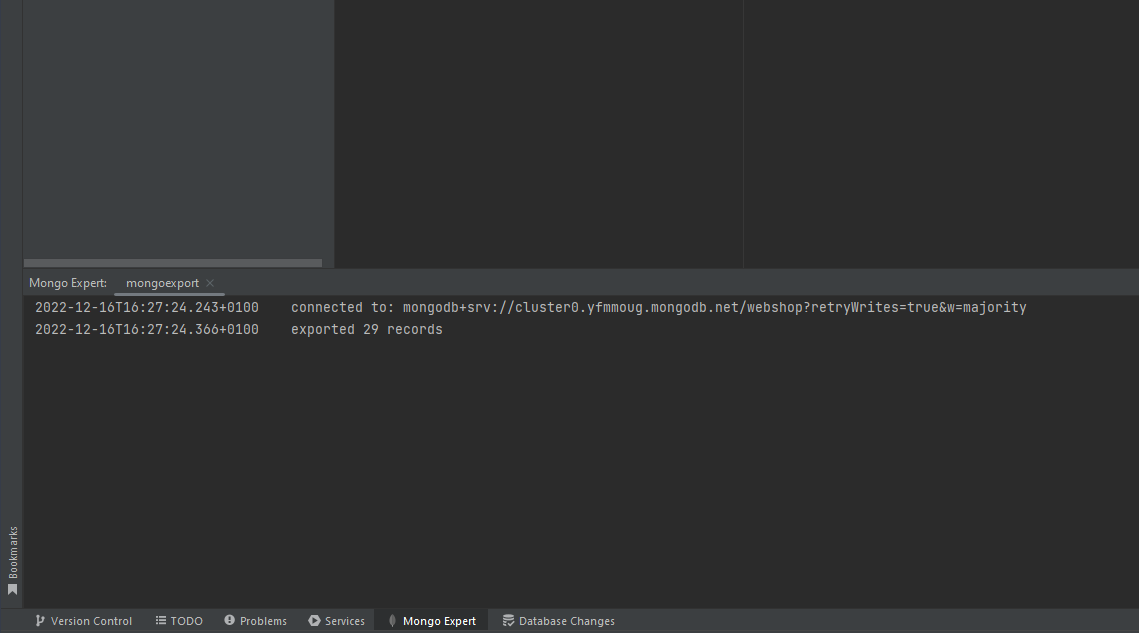 Mongo Expert: mongoexport
2022-12-16T16:27:24.243+0100 connected to: mongodb+srv://cluster0.yfmmoug.mongodb.net/webshop?retryWrites=true&w=majority
2022-12-16T16:27:24.366+0100 exported 29 records
Bookmarks
Version Control TODO Problems Services Mongo Expert Database Changes